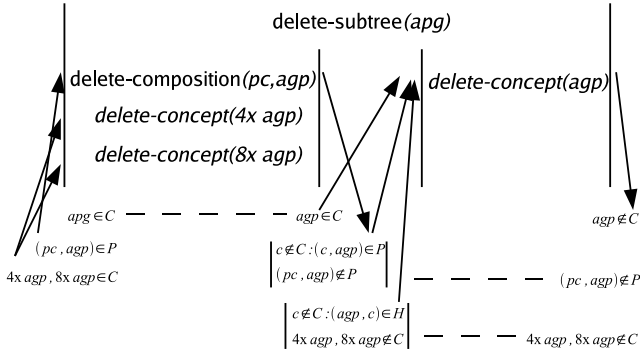 delete-subtree(apg)
delete-composition(pc,agp) delete-concept(agp)
delete-concept(4x agp)
delete-concept(8x agp)
apg∈C agp∈C agp∉C
(pc,agp)∈P c∉C:(c,agp)∈P
4x agp,8x agp∈C (pc,agp)∉P (pc,agp)∉P
c∉C:(agp,c)∈H
4x agp,8x agp∉C 4x agp,8x agp∉C